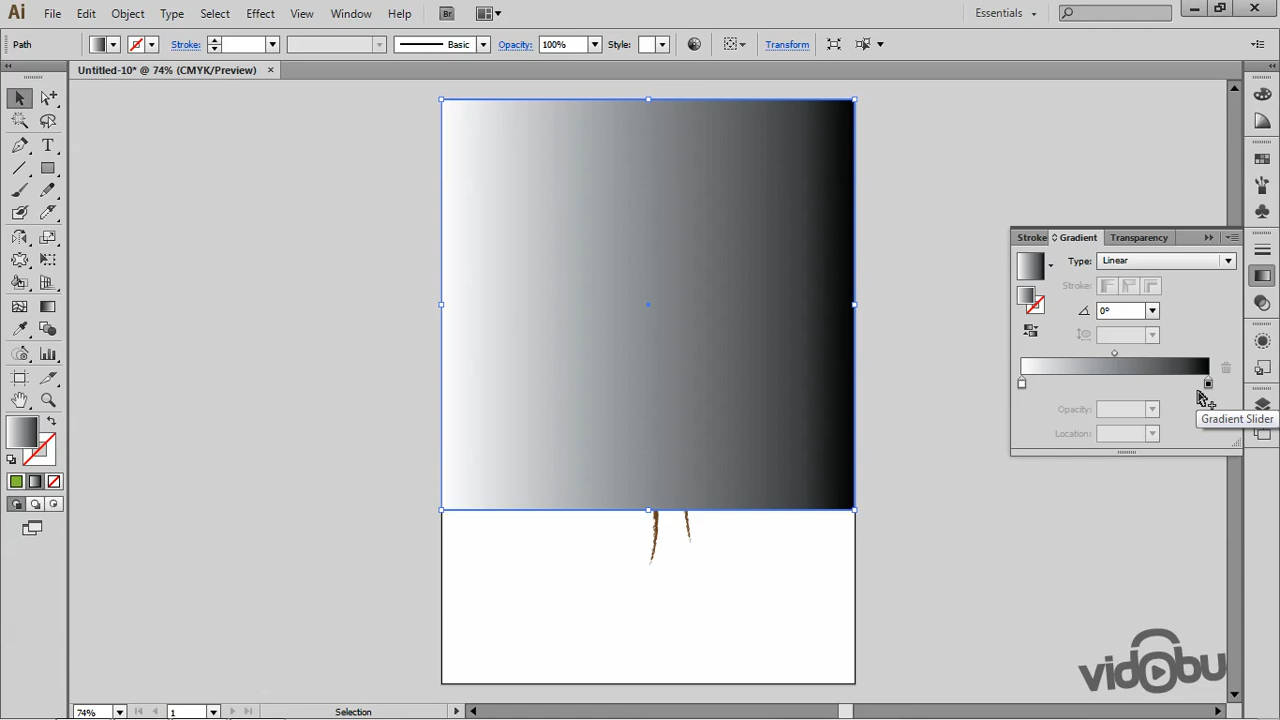 Ai File Edit Object Type Select Effect View Window Help Br Essentials
Path Stroke: Basic Opacity: 100% Style: Transform
Untitled-10* @ 74% (CMYK/Preview) ×
Stroke Gradient Transparency
Type: Linear
Stroke:
0°
Gradient Slider
Opacity:
Location:
vidobu
74% 1 Selection